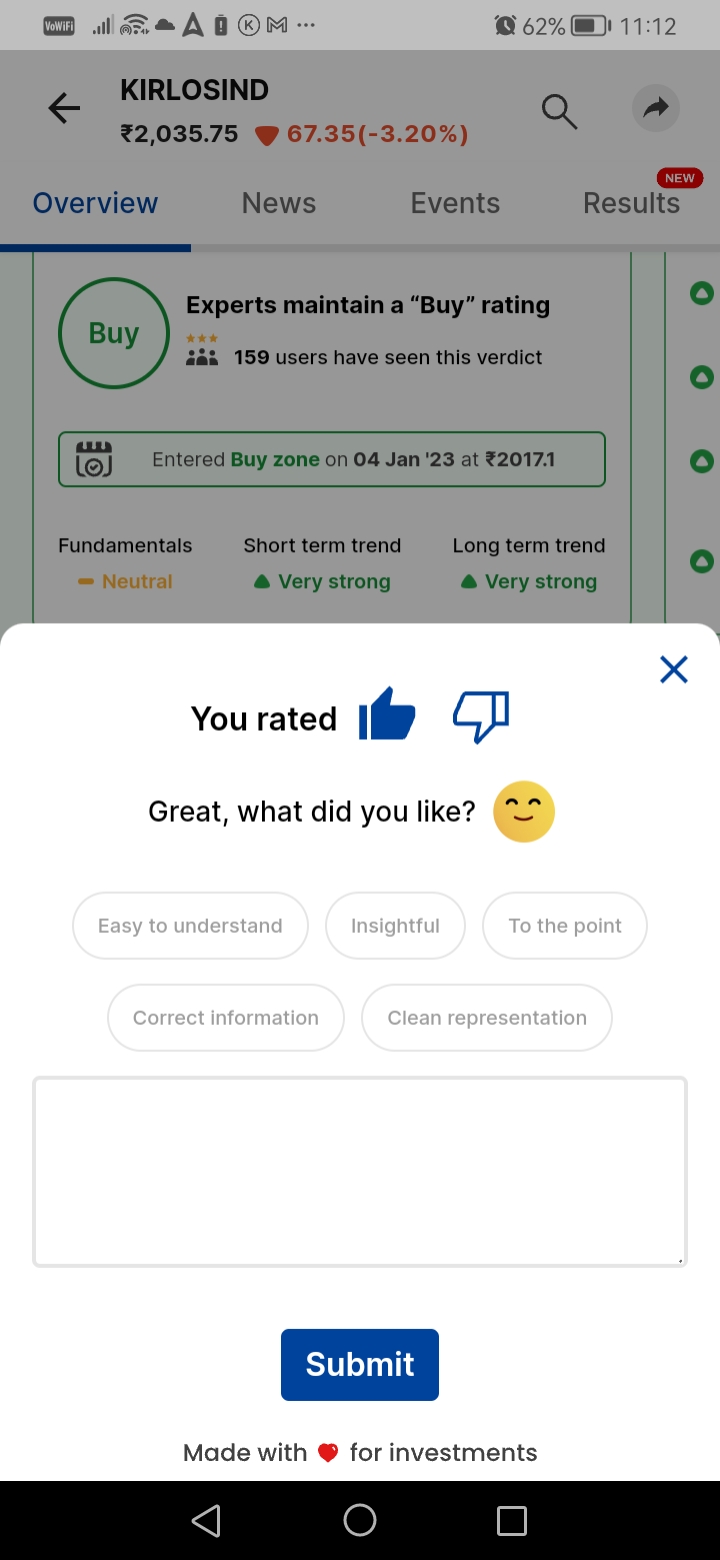 VoWiFi K 62% 11:12
KIRLOSIND
₹2,035.75 67.35(-3.20%)
NEW
Overview News Events Results
Buy
Experts maintain a “Buy” rating
159 users have seen this verdict
Entered Buy zone on 04 Jan '23 at ₹2017.1
Fundamentals Short term trend Long term trend
Neutral Very strong Very strong
You rated
Great, what did you like?
Easy to understand Insightful To the point
Correct information Clean representation
Submit
Made with for investments